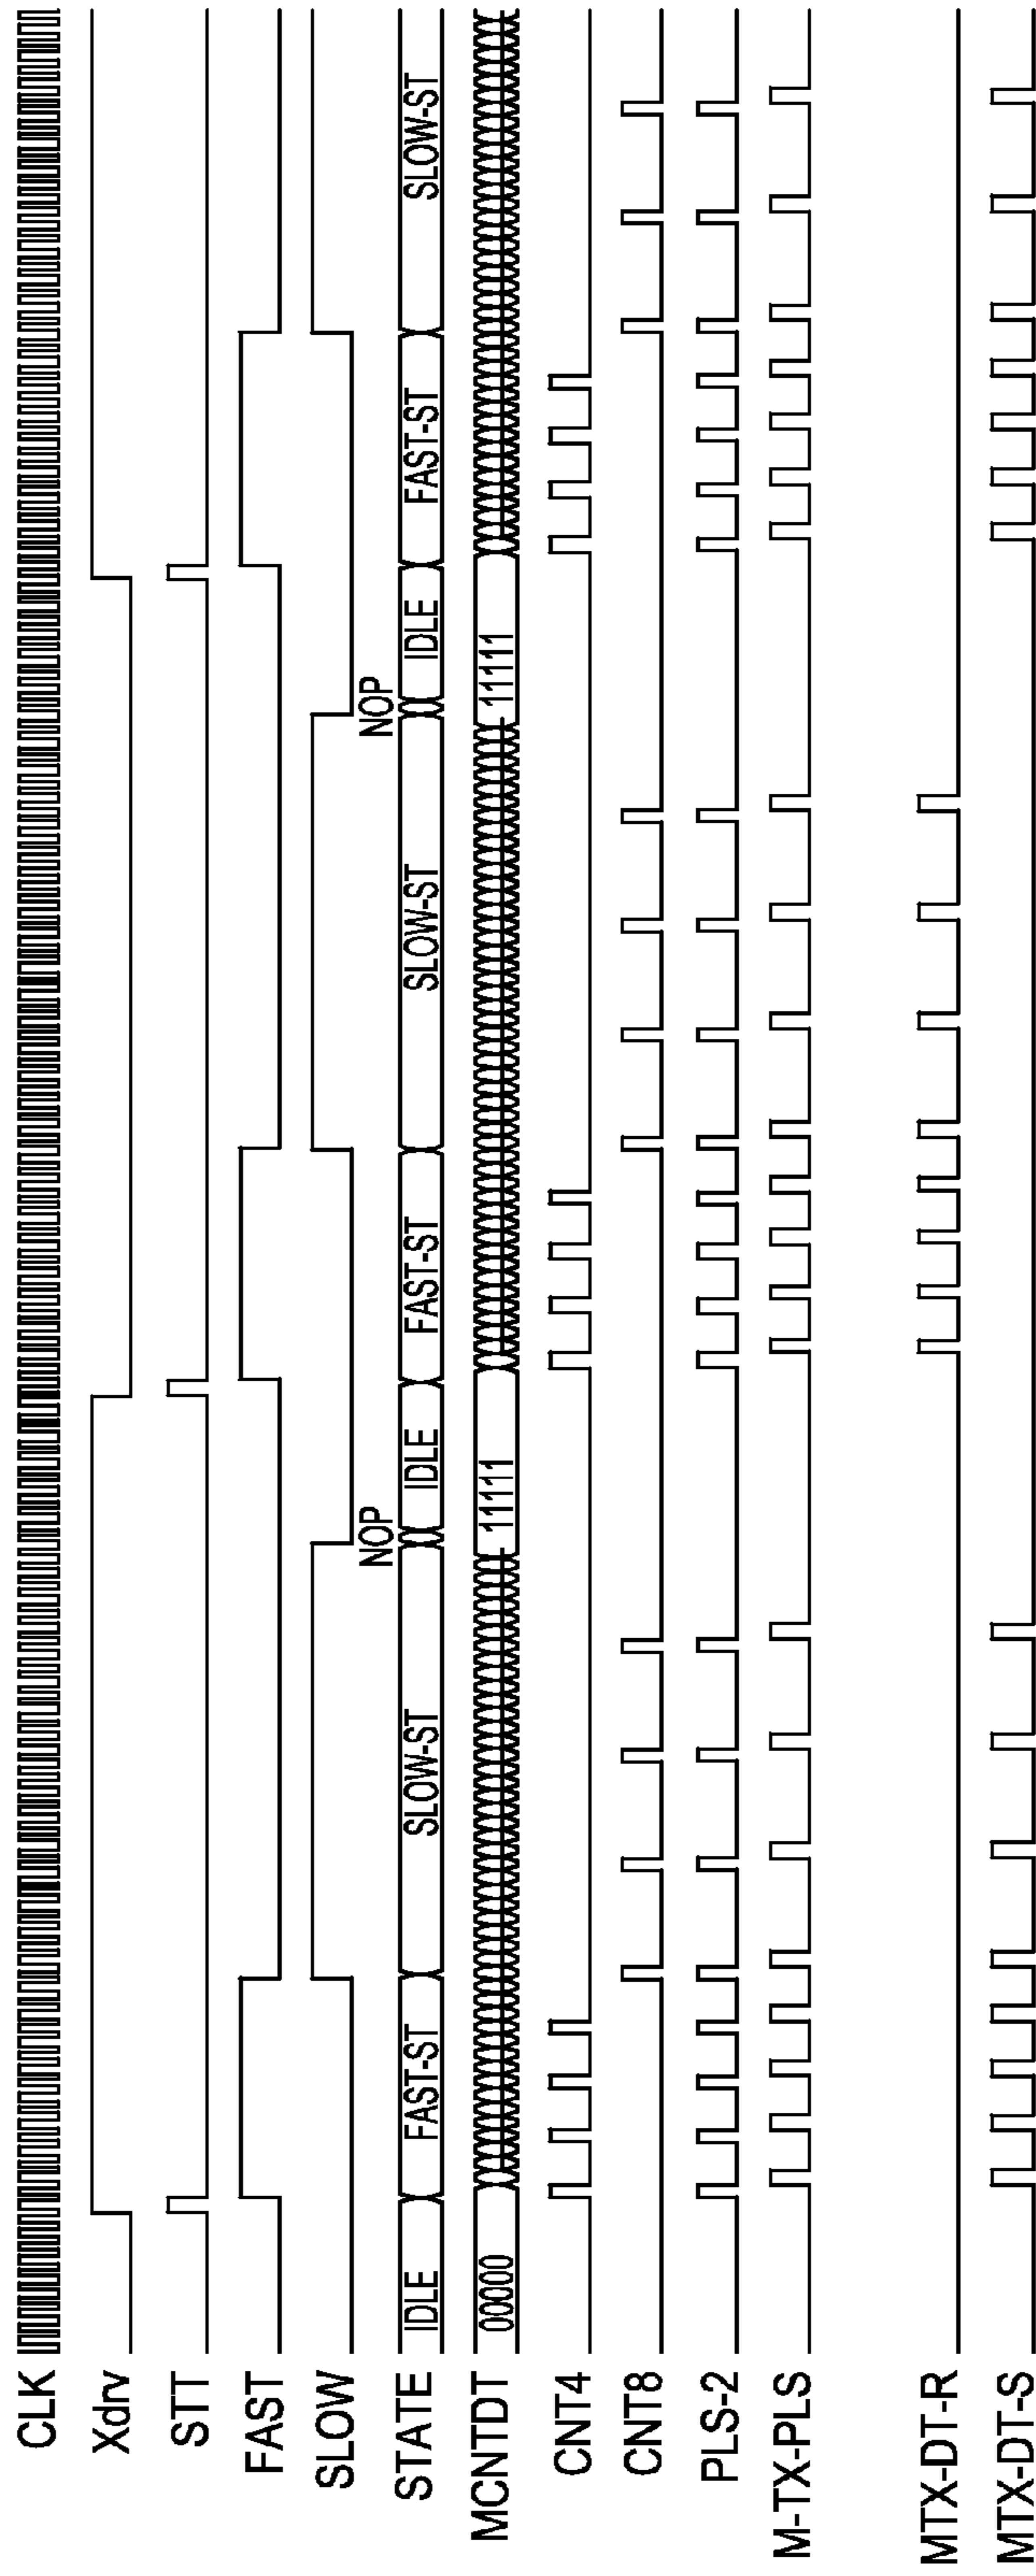 CLK
Xdrv
STT
FAST
SLOW
NOP NOP
STATE IDLE FAST-ST SLOW-ST IDLE FAST-ST SLOW-ST IDLE FAST-ST SLOW-ST
MCNTDT 00000 11111 11111
CNT4
CNT8
PLS-2
M-TX-PLS
MTX-DT-R
MTX-DT-S